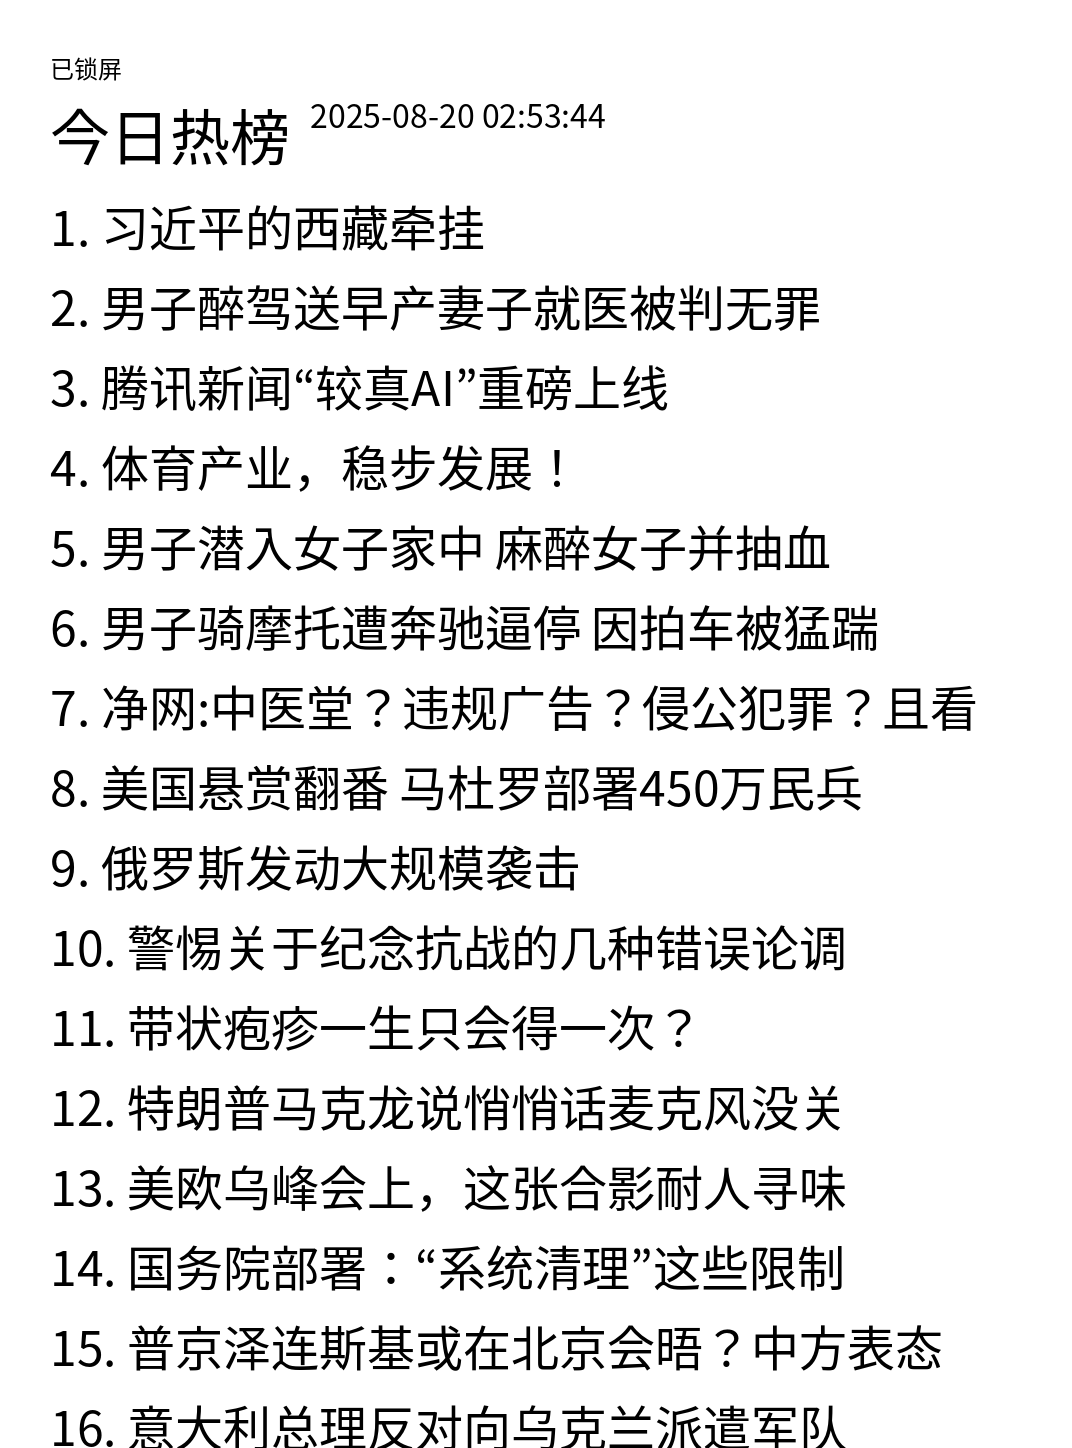 已锁屏
今日热榜 2025-08-20 02:53:44
1. 习近平的西藏牵挂
2. 男子醉驾送早产妻子就医被判无罪
3. 腾讯新闻“较真AI”重磅上线
4. 体育产业，稳步发展！
5. 男子潜入女子家中 麻醉女子并抽血
6. 男子骑摩托遭奔驰逼停 因拍车被猛踹
7. 净网:中医堂？违规广告？侵公犯罪？且看
8. 美国悬赏翻番 马杜罗部署450万民兵
9. 俄罗斯发动大规模袭击
10. 警惕关于纪念抗战的几种错误论调
11. 带状疱疹一生只会得一次？
12. 特朗普马克龙说悄悄话麦克风没关
13. 美欧乌峰会上，这张合影耐人寻味
14. 国务院部署：“系统清理”这些限制
15. 普京泽连斯基或在北京会晤？中方表态
16. 意大利总理反对向乌克兰派遣军队